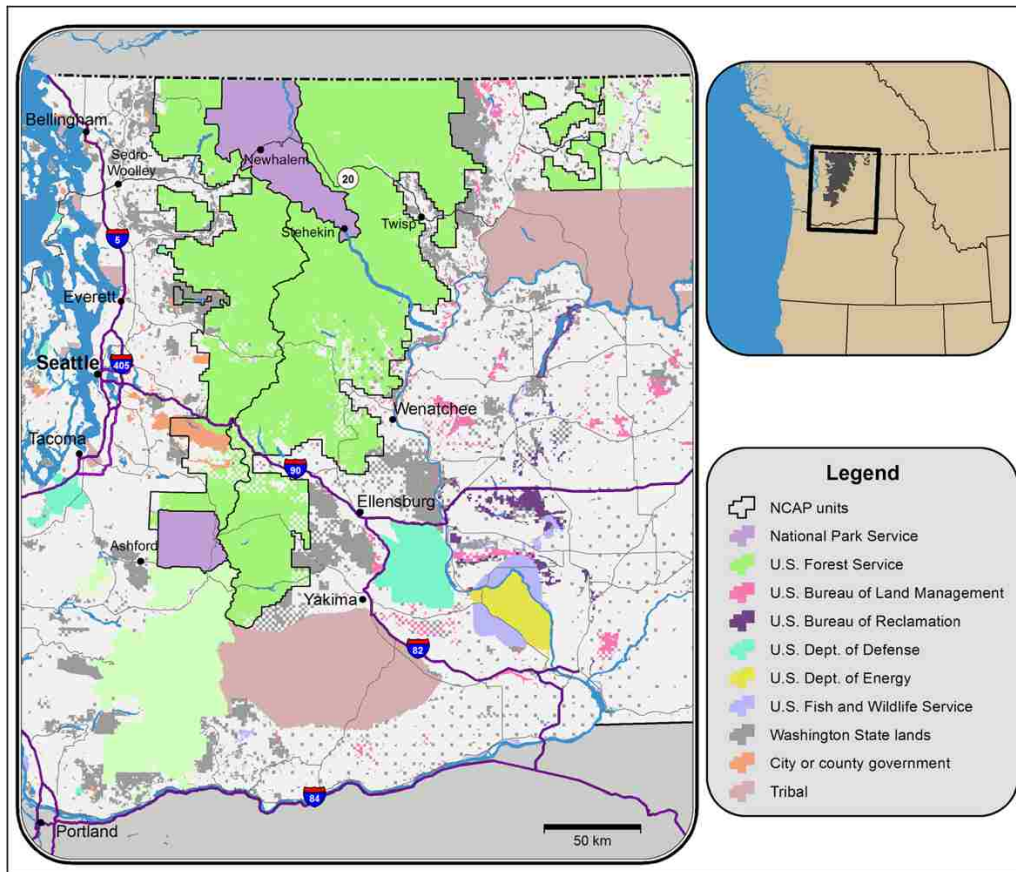 Bellingham
Sedro-
Woolley
Newhalem
20
Twisp
Stehekin
5
Everett
405
Seattle
Wenatchee
Tacoma
90
Ellensburg
Ashford
Yakima
82
84
Portland
50 km
Legend
NCAP units
National Park Service
U.S. Forest Service
U.S. Bureau of Land Management
U.S. Bureau of Reclamation
U.S. Dept. of Defense
U.S. Dept. of Energy
U.S. Fish and Wildlife Service
Washington State lands
City or county government
Tribal